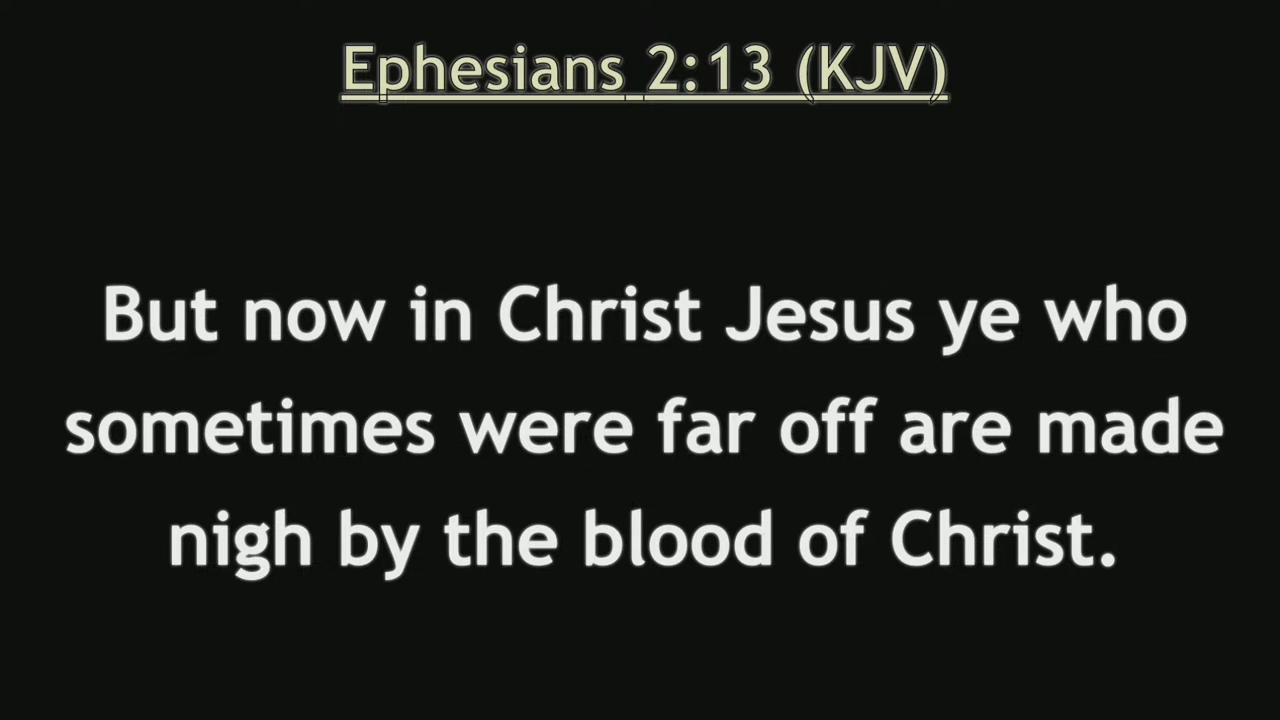 Ephesians 2:13 (KJV)
But now in Christ Jesus ye who
sometimes were far off are made
nigh by the blood of Christ.